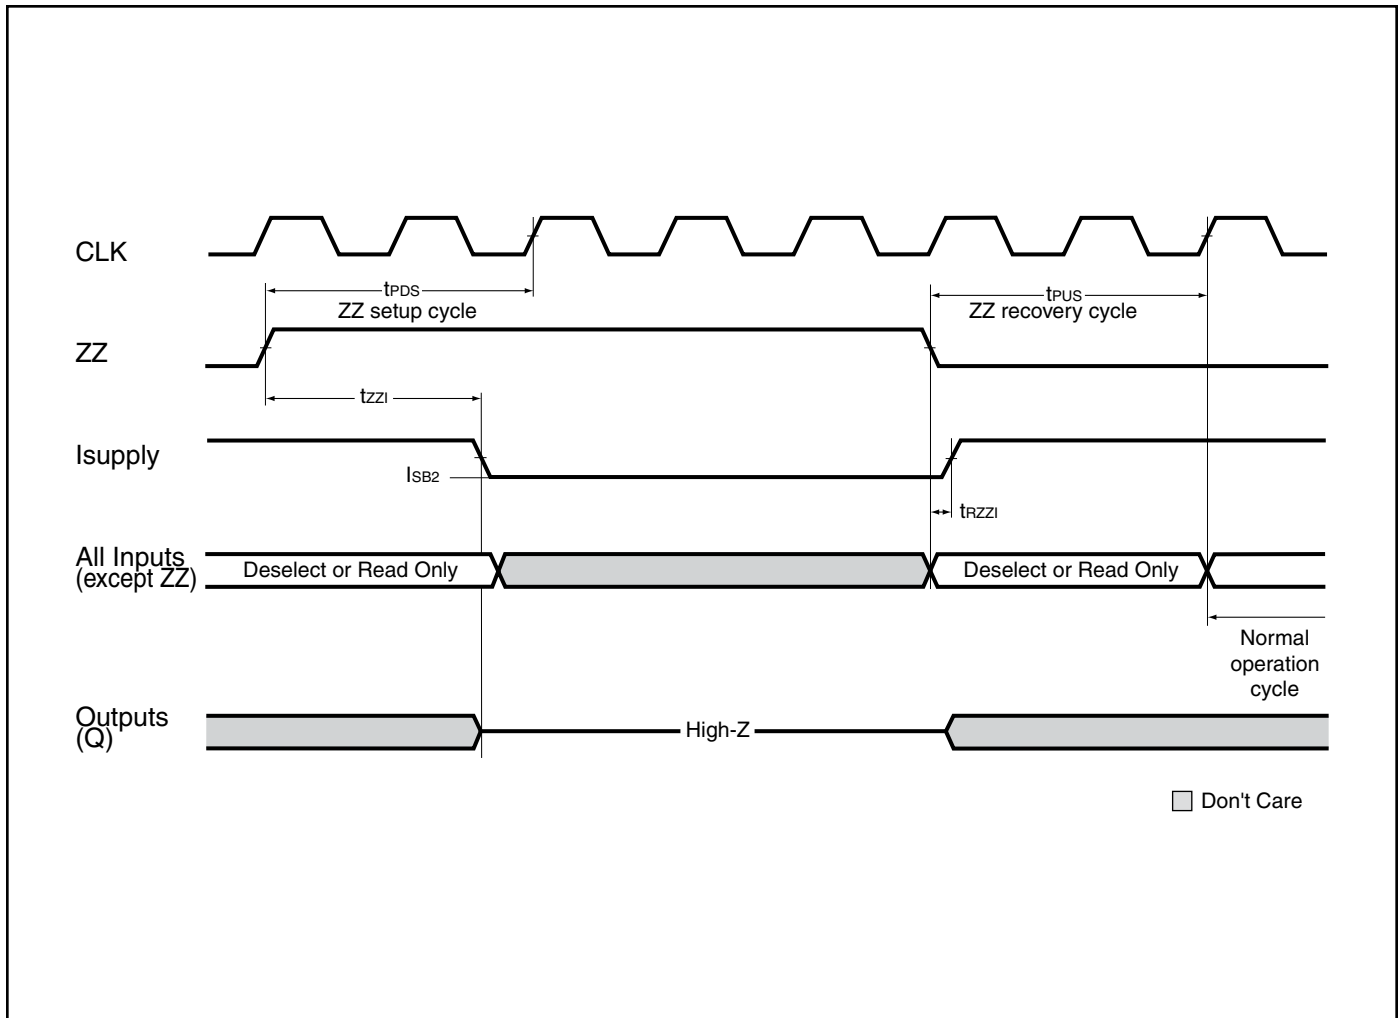 CLK
tPDS
ZZ setup cycle
tPUS
ZZ recovery cycle
ZZ
tZZI
Isupply
ISB2
tRZZI
All Inputs
(except ZZ)
Deselect or Read Only
Deselect or Read Only
Normal
operation
cycle
Outputs
(Q)
High-Z
Don't Care